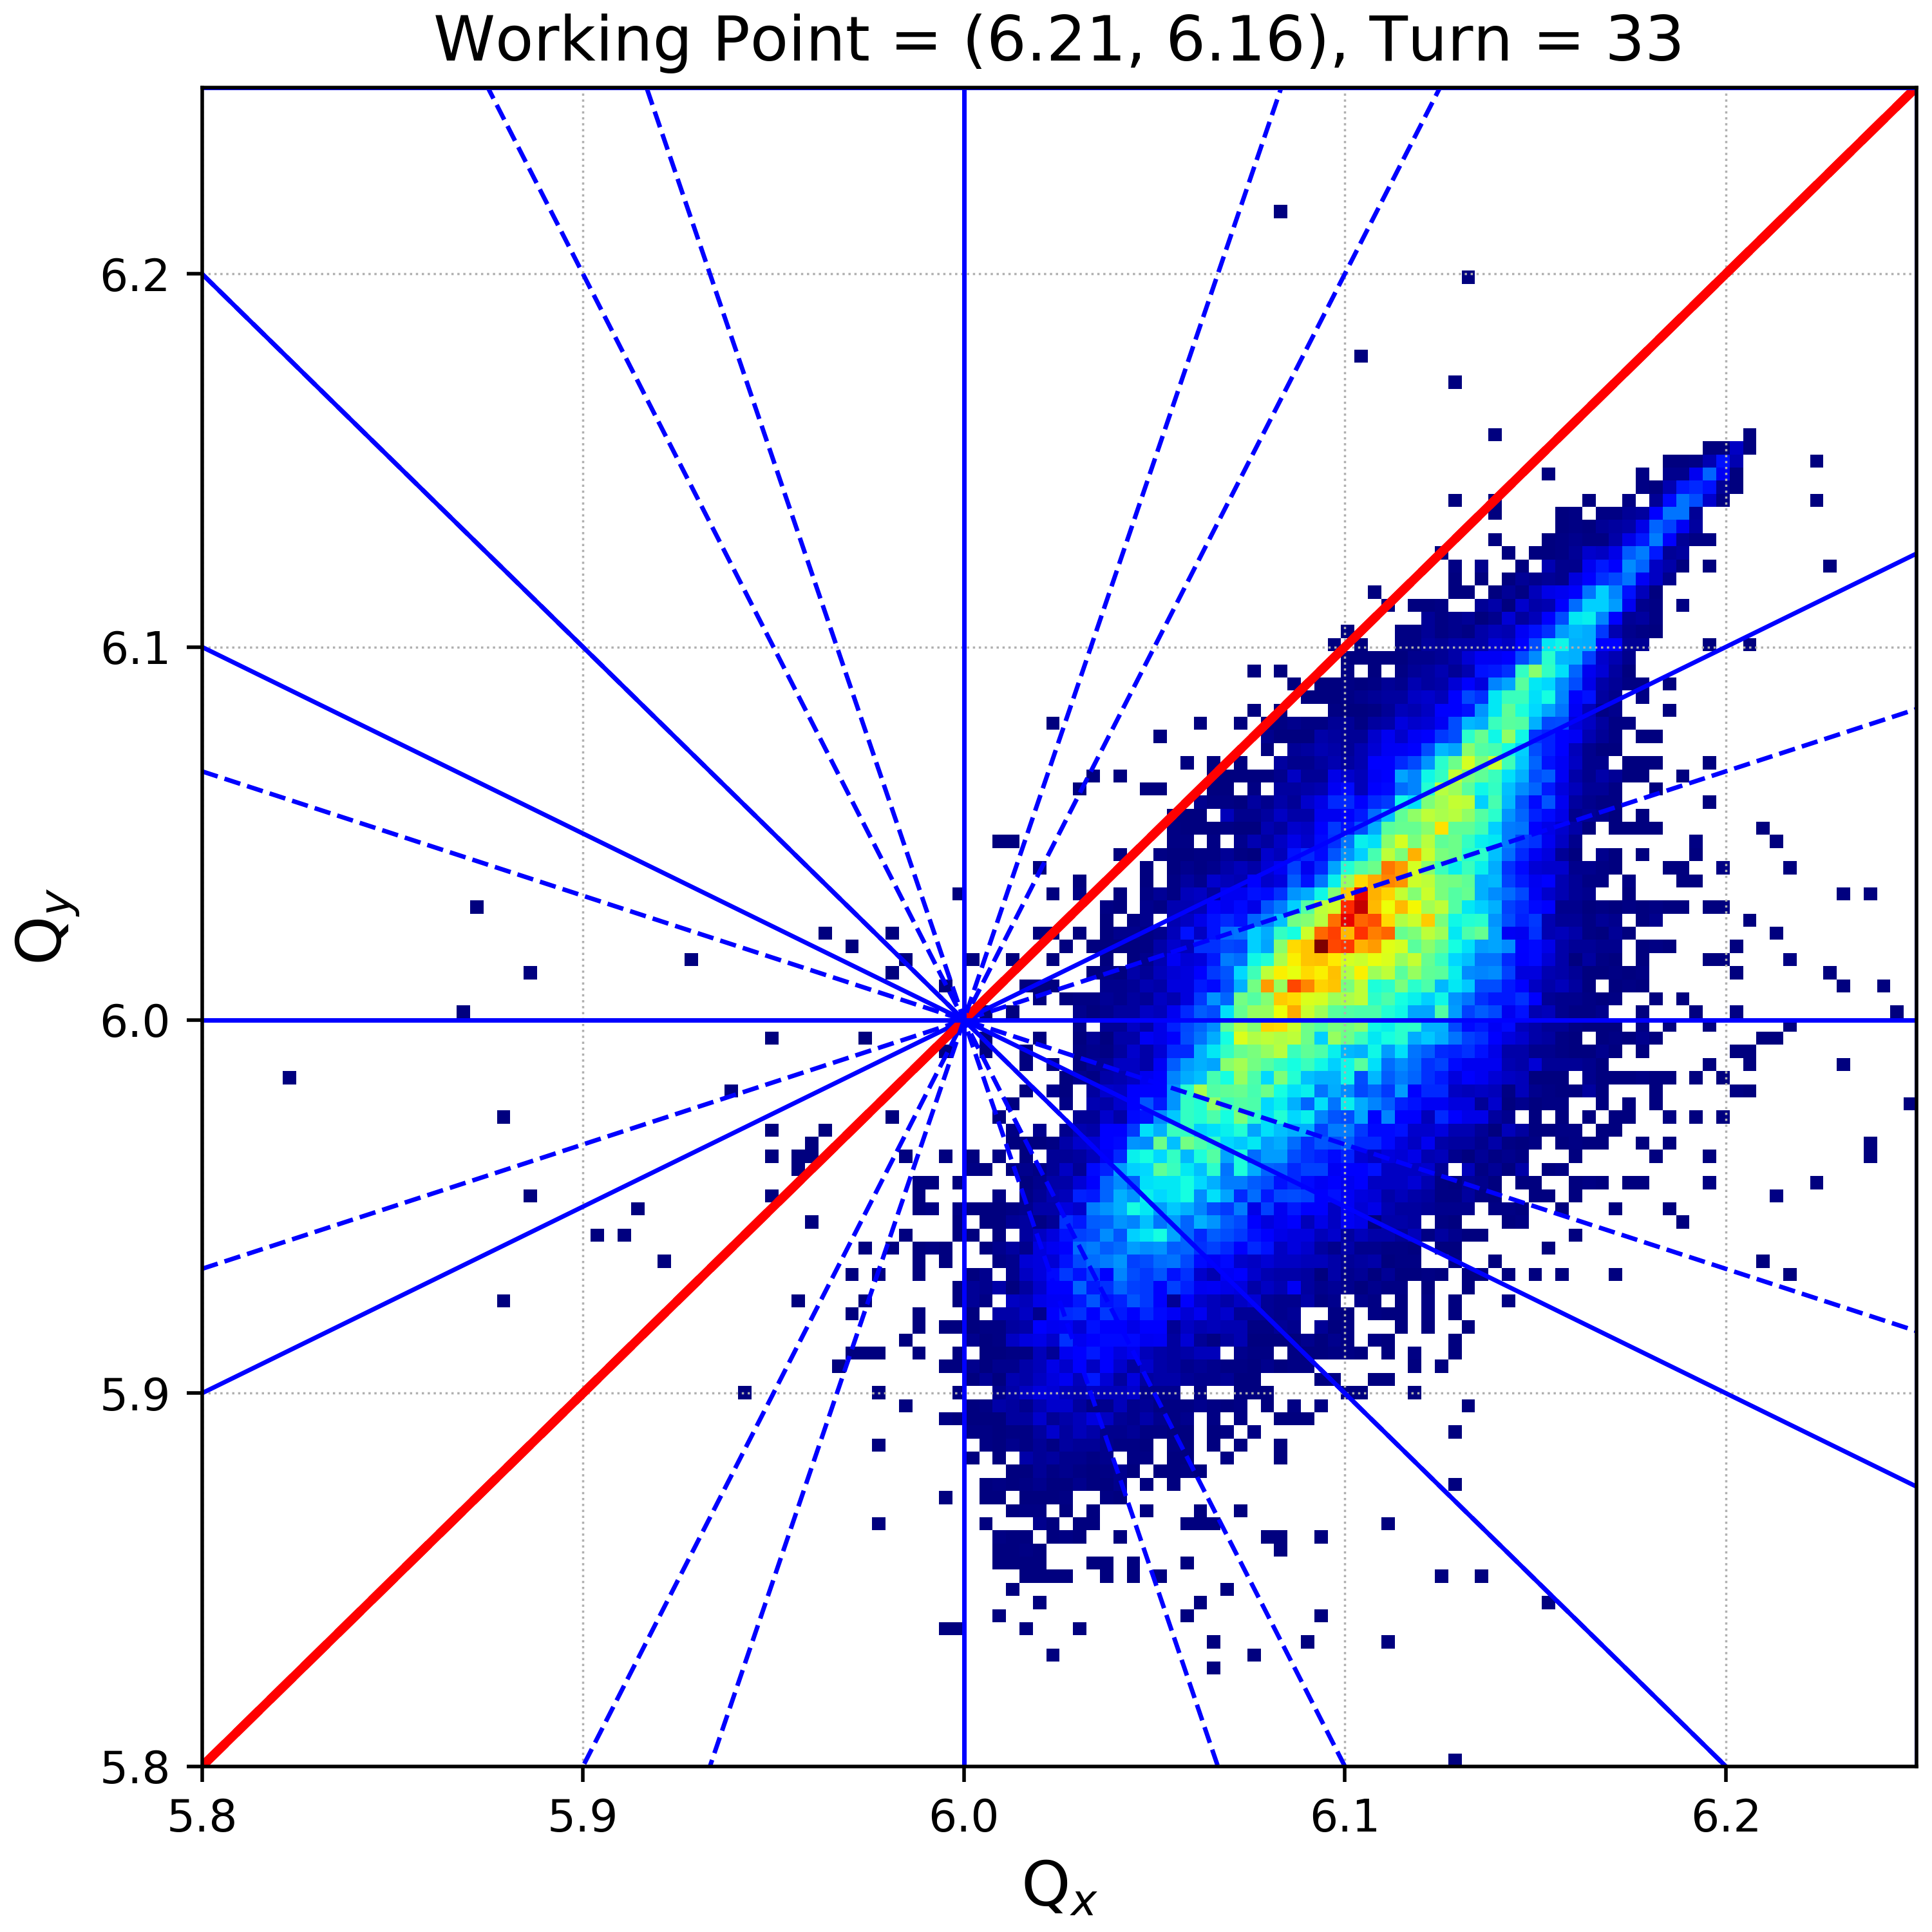 Working Point = (6.21, 6.16), Turn = 33
6.2
6.1
6.0
5.9
5.8
Qy
5.8 5.9 6.0 6.1 6.2
Qx